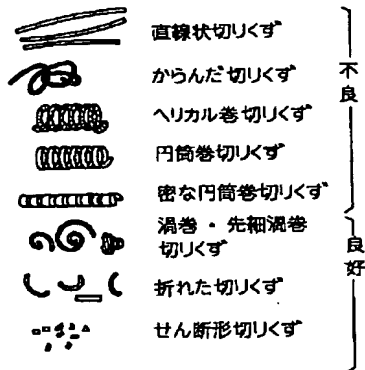 直線状切りくず
からんだ切りくず
ヘリカル巻切りくず
円筒巻切りくず
密な円筒巻切りくず
渦巻・先細渦巻
切りくず
折れた切りくず
せん断形切りくず
不良
良好